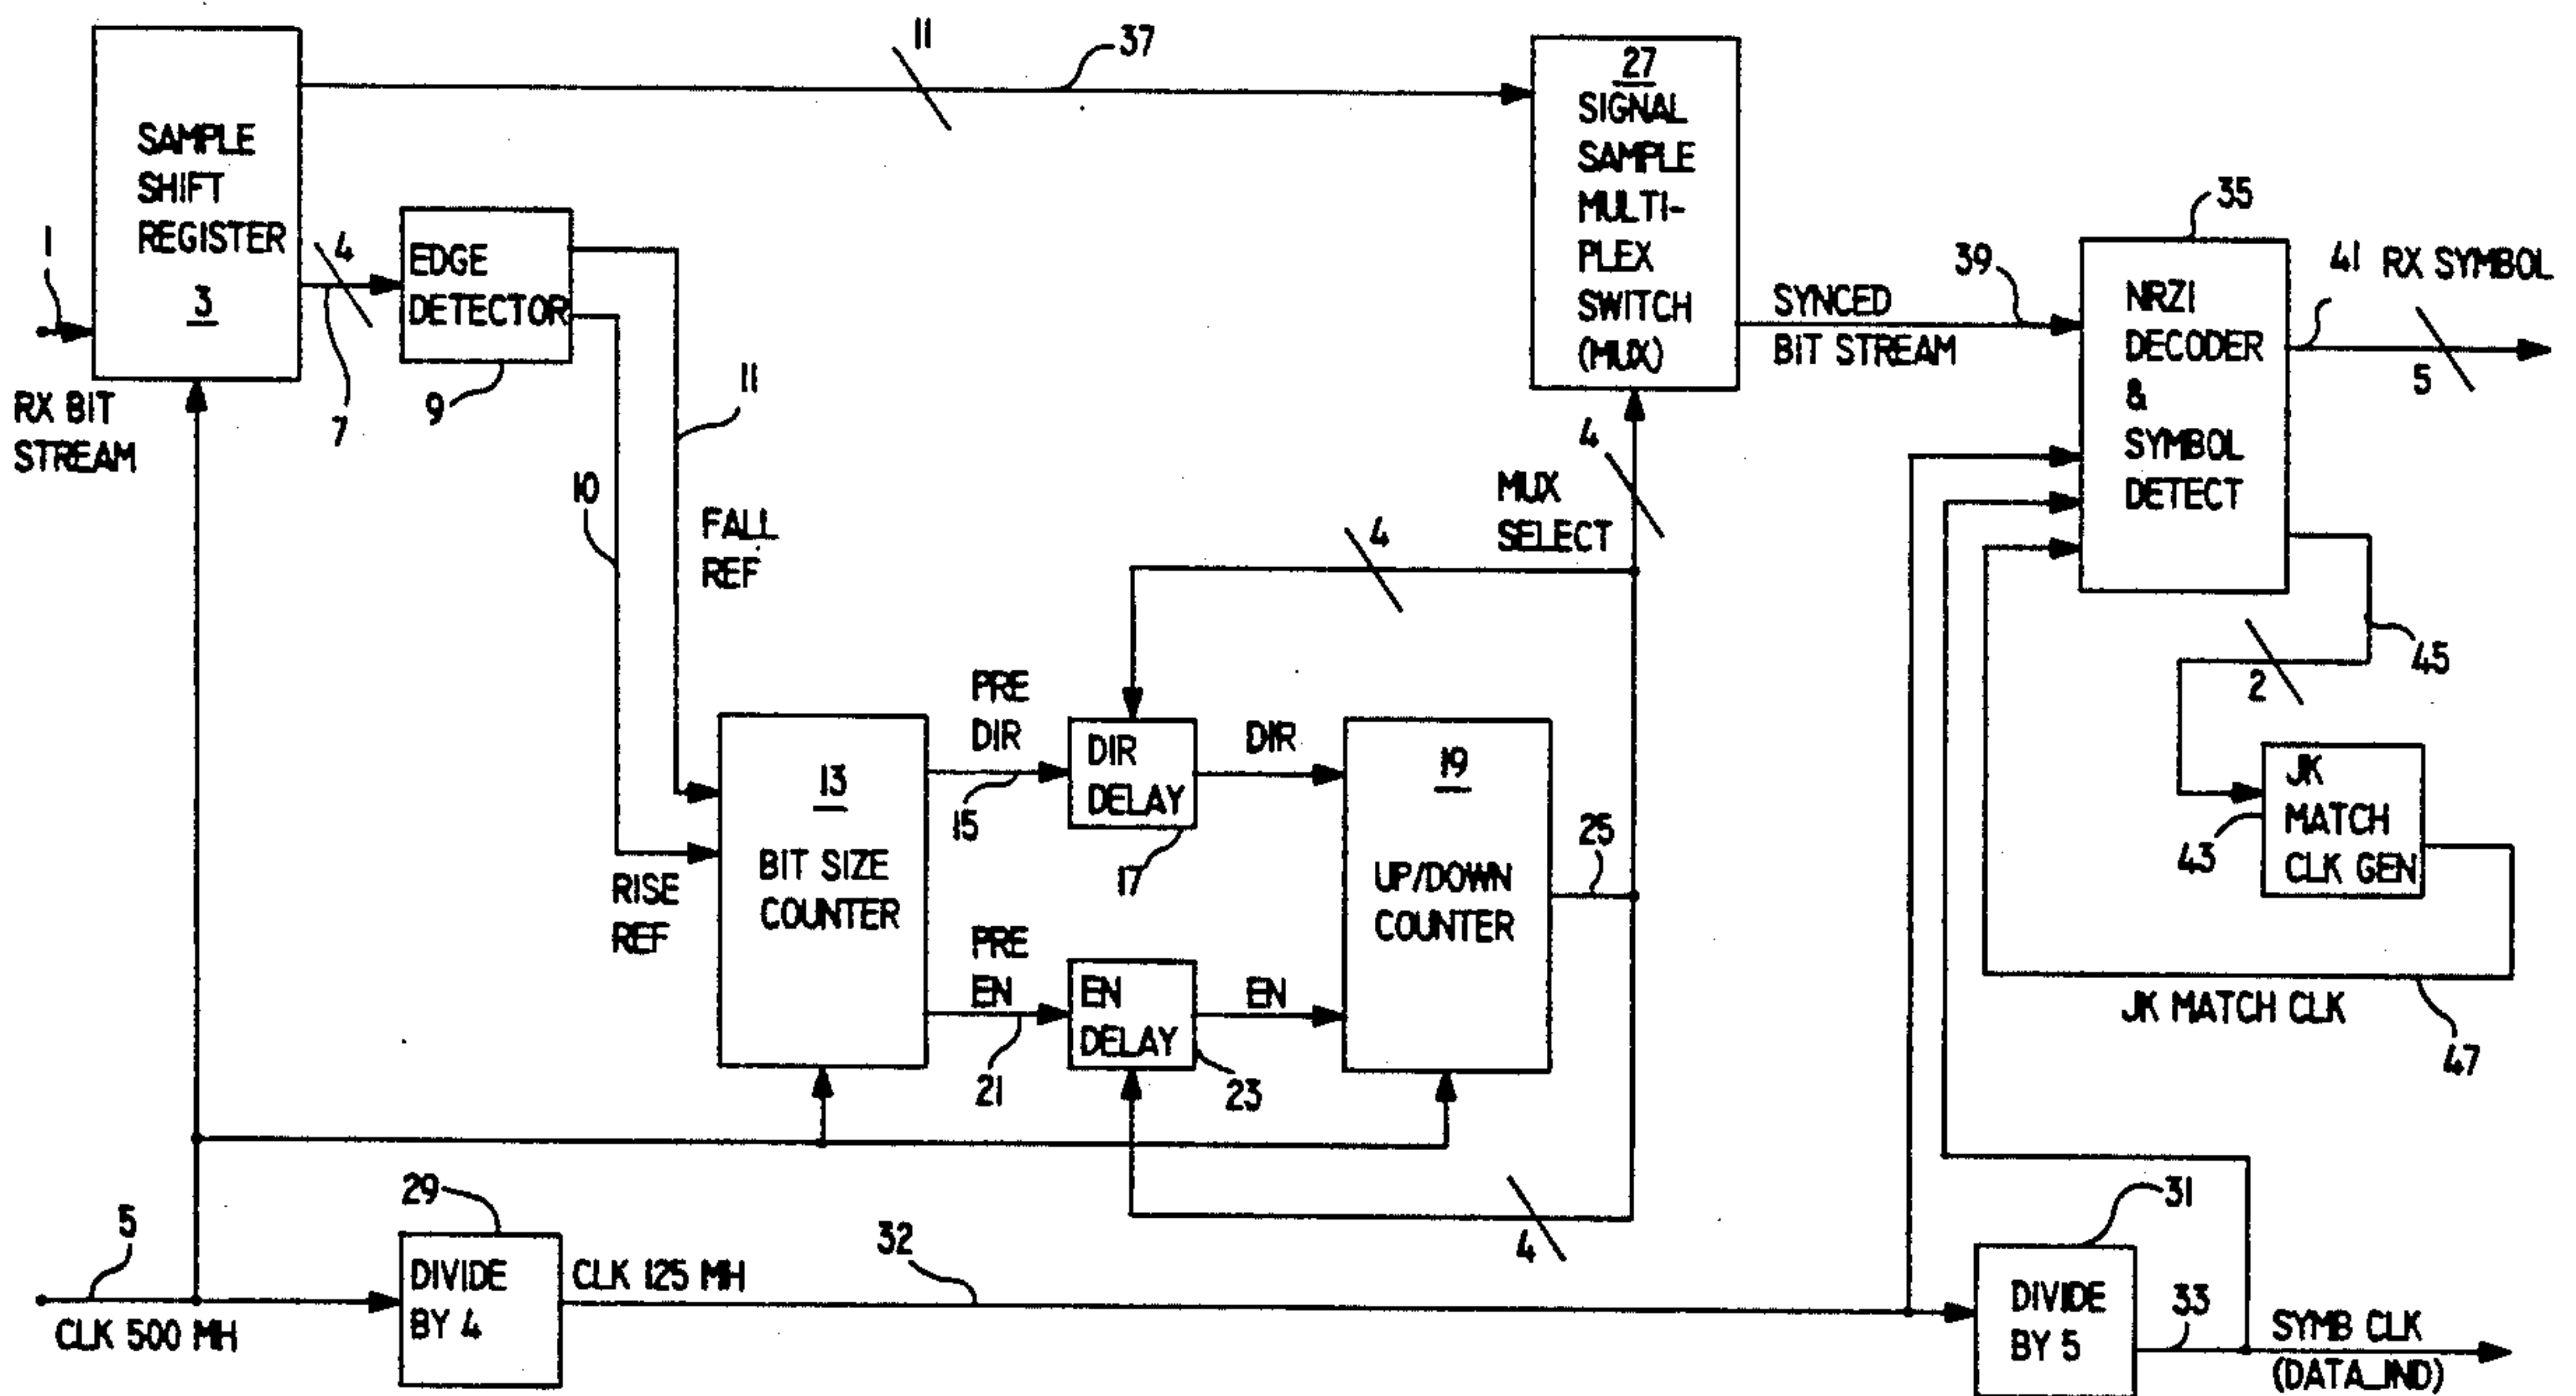 11
37
27
SIGNAL
SAMPLE
MULTI-
PLEX
SWITCH
(MUX)
SAMPLE
SHIFT
REGISTER
3
1
RX BIT
STREAM
4
7
EDGE
DETECTOR
9
11
10
FALL
REF
RISE
REF
35
39
SYNCED
BIT STREAM
NRZI
DECODER
&
SYMBOL
DETECT
41 RX SYMBOL
5
4
MUX
SELECT
4
45
2
JK
MATCH
CLK GEN
43
JK MATCH CLK
47
13
BIT SIZE
COUNTER
PRE
DIR
15
DIR
DELAY
17
DIR
19
UP/DOWN
COUNTER
25
PRE
EN
21
EN
DELAY
23
EN
4
5
CLK 500 MH
29
DIVIDE
BY 4
CLK 125 MH
32
31
DIVIDE
BY 5
33
SYMB CLK
(DATA_IND)